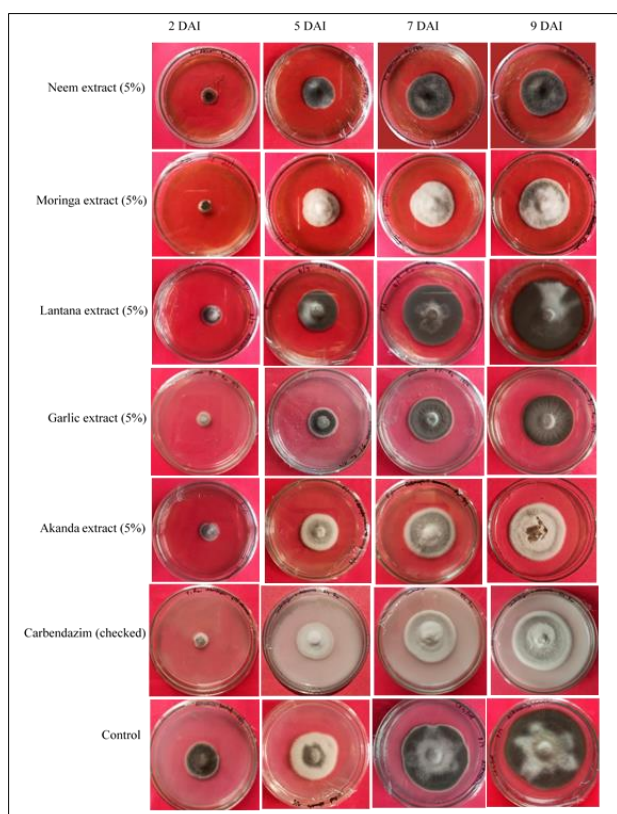 2 DAI 5 DAI 7 DAI 9 DAI
Neem extract (5%)
Moringa extract (5%)
Lantana extract (5%)
Garlic extract (5%)
Akanda extract (5%)
Carbendazim (checked)
Control